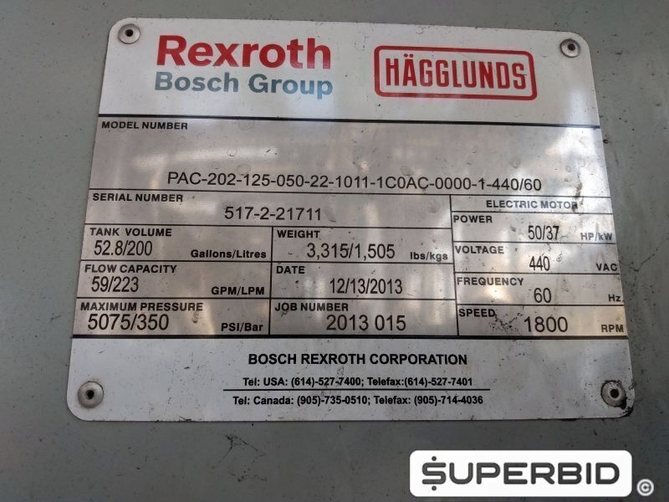 Rexroth
Bosch Group
HÄGGLUNDS
MODEL NUMBER
PAC-202-125-050-22-1011-1C0AC-0000-1-440/60
SERIAL NUMBER
517-2-21711
ELECTRIC MOTOR
TANK VOLUME
52.8/200 Gallons/Litres
WEIGHT
3,315/1,505 lbs/kgs
POWER
50/37 HP/kW
FLOW CAPACITY
59/223 GPM/LPM
DATE
12/13/2013
VOLTAGE
440 VAC
FREQUENCY
60 Hz
MAXIMUM PRESSURE
5075/350 PSI/Bar
JOB NUMBER
2013 015
SPEED
1800 RPM
BOSCH REXROTH CORPORATION
Tel: USA: (614)-527-7400; Telefax:(614)-527-7401
Tel: Canada: (905)-735-0510; Telefax: (905)-714-4036
SUPERBID ©